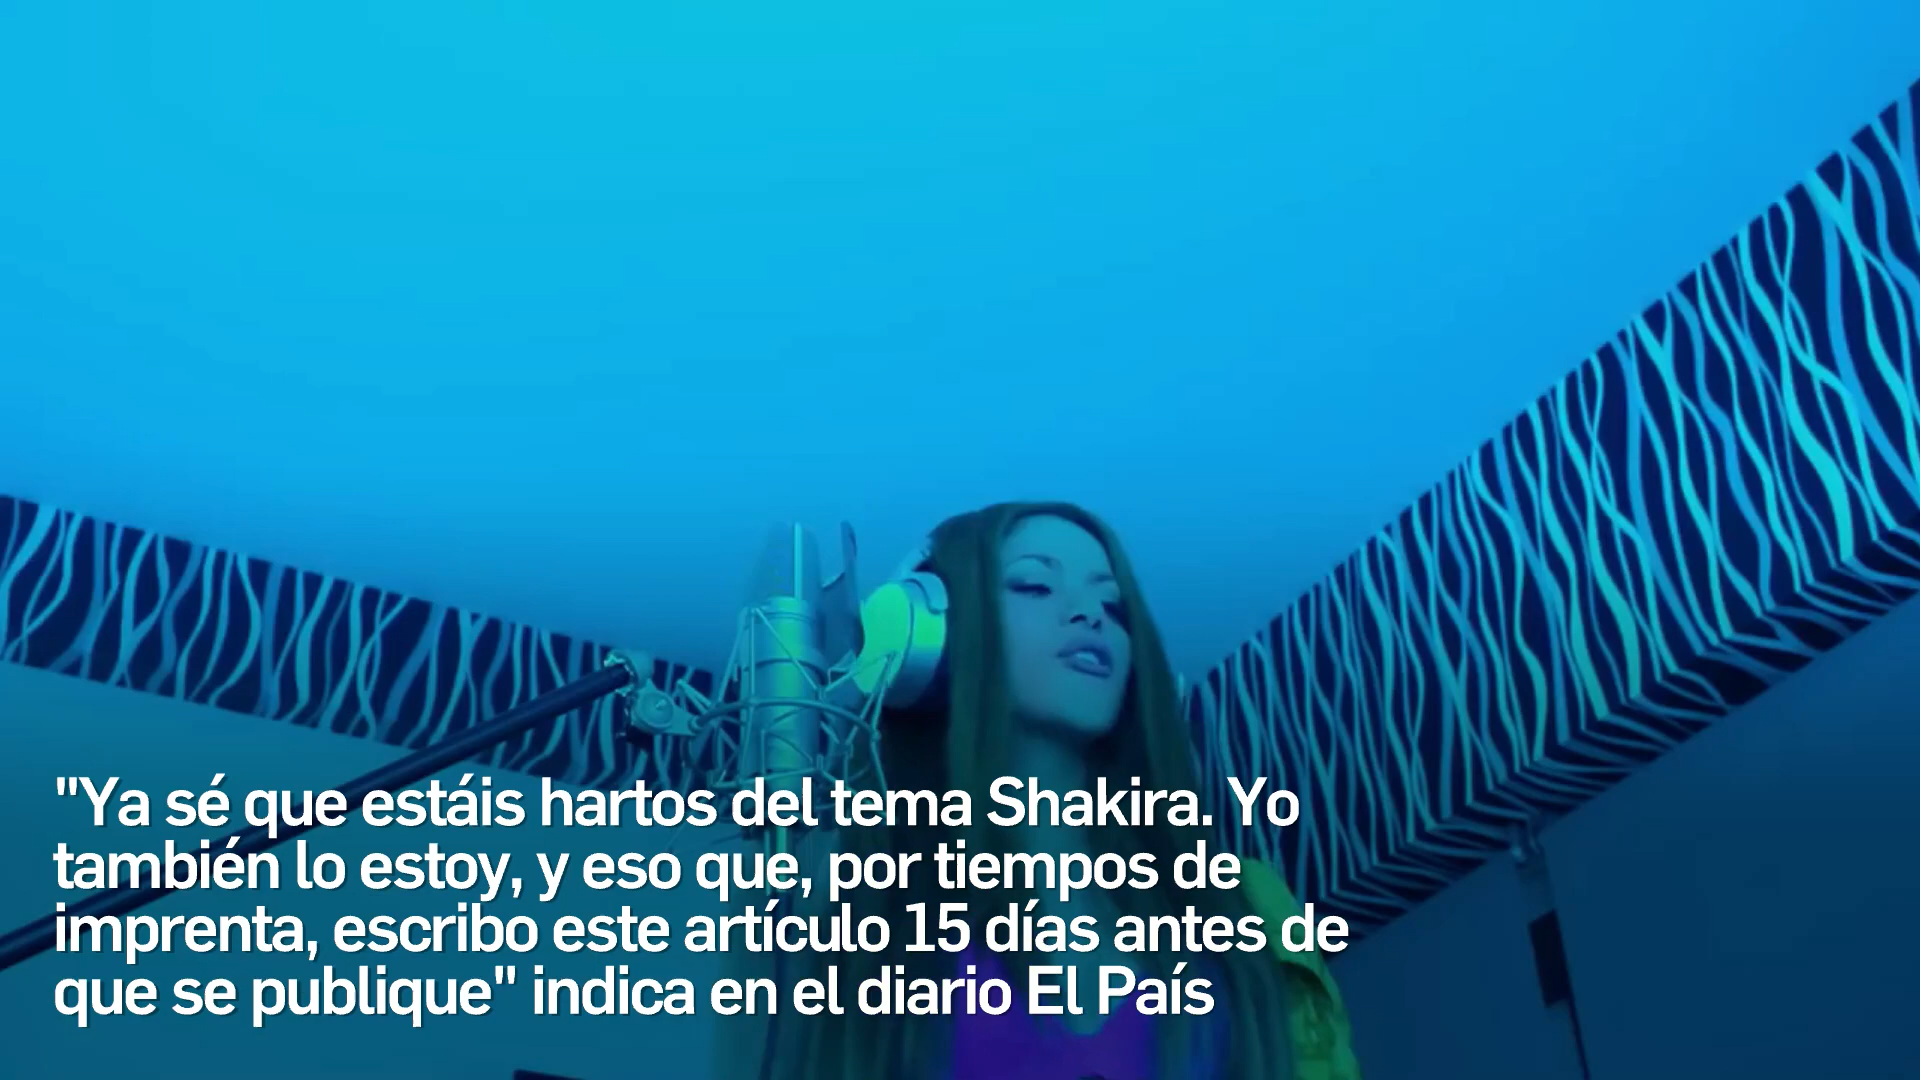 "Ya sé que estáis hartos del tema Shakira. Yo
también lo estoy, y eso que, por tiempos de
imprenta, escribo este artículo 15 días antes de
que se publique" indica en el diario El País